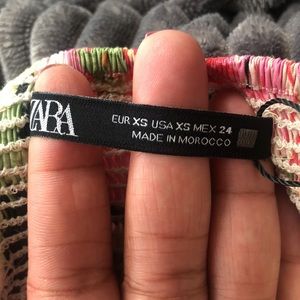 ZARA
EUR XS USA XS MEX 24
MADE IN MOROCCO